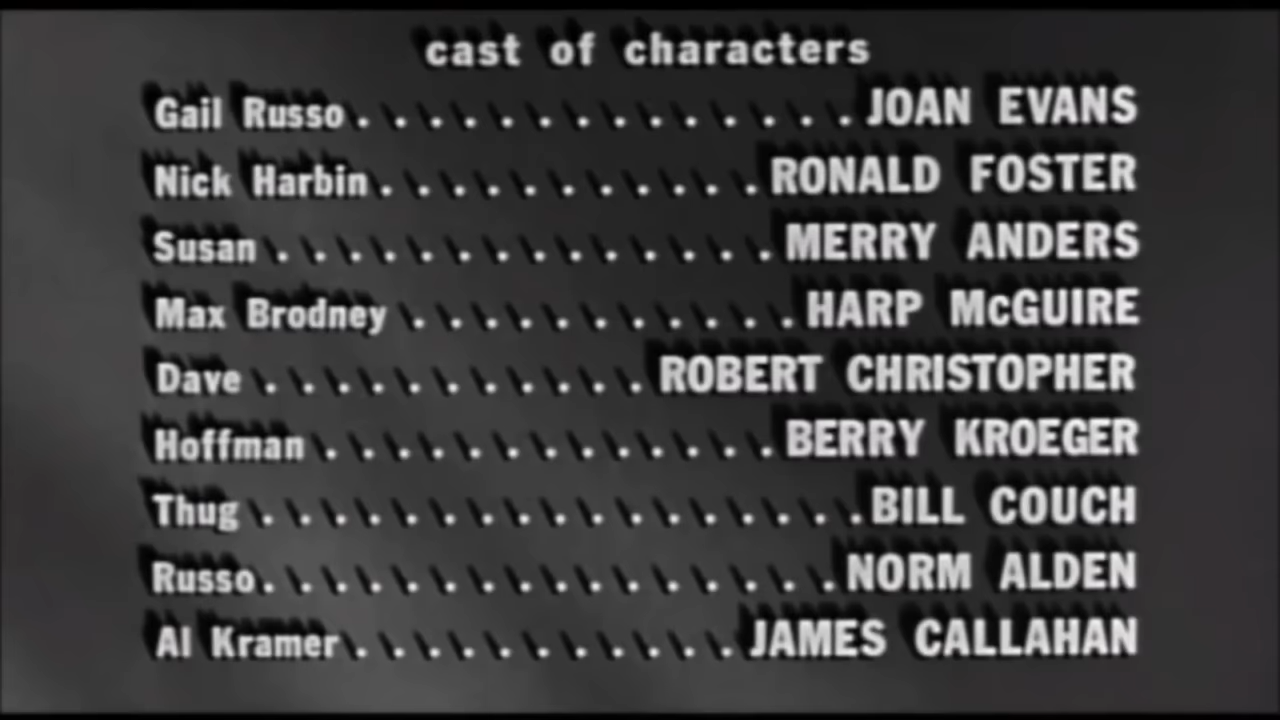 cast of characters
Gail Russo . . . . . . . . . . . . . . JOAN EVANS
Nick Harbin . . . . . . . . . . . RONALD FOSTER
Susan . . . . . . . . . . . . . . MERRY ANDERS
Max Brodney . . . . . . . . . . . HARP McGUIRE
Dave . . . . . . . . . . . ROBERT CHRISTOPHER
Hoffman . . . . . . . . . . . . . BERRY KROEGER
Thug . . . . . . . . . . . . . . . . . BILL COUCH
Russo . . . . . . . . . . . . . . . . NORM ALDEN
Al Kramer . . . . . . . . . . . JAMES CALLAHAN